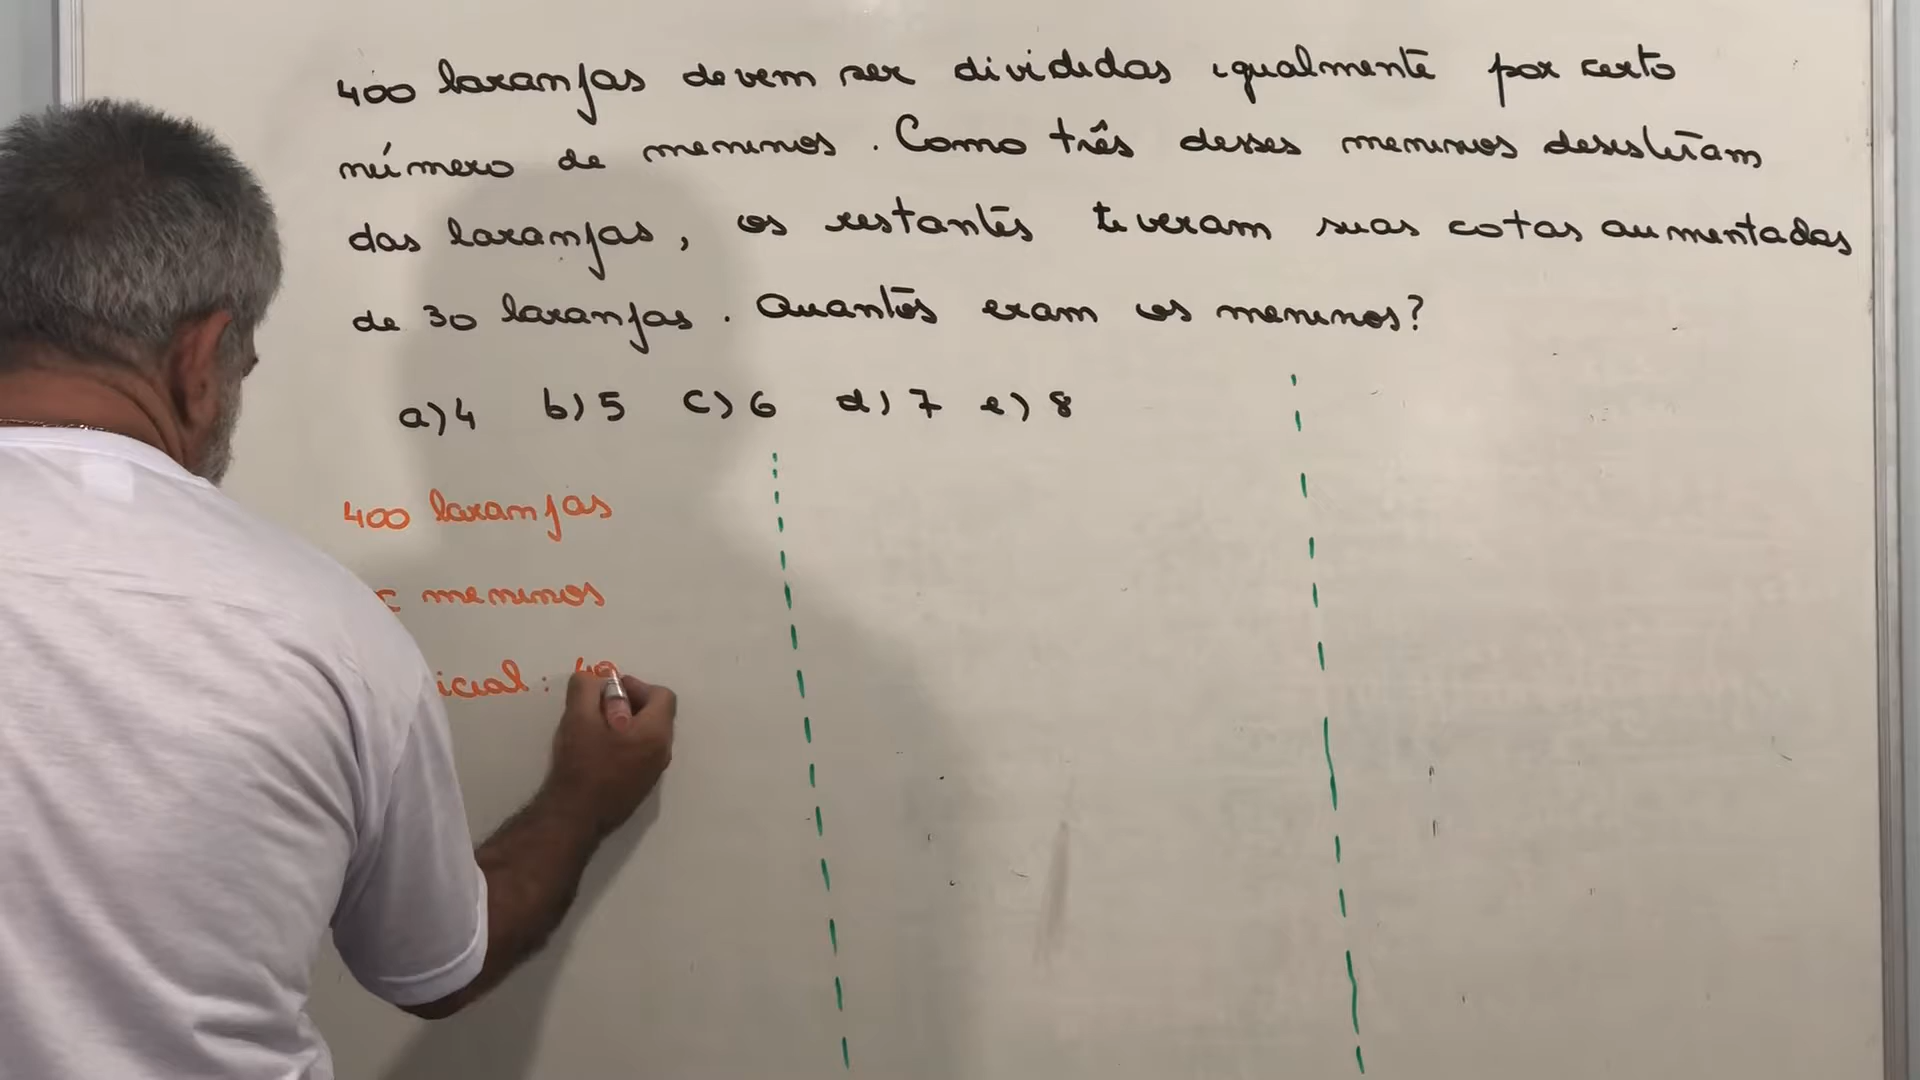 400 laranjas devem ser divididas igualmente por certo
número de meninos. Como três desses meninos desistiram
das laranjas, os restantes tiveram suas cotas aumentadas
de 30 laranjas. Quantos eram os meninos?
a) 4 b) 5 c) 6 d) 7 e) 8
400 laranjas
meninos
icial: 40